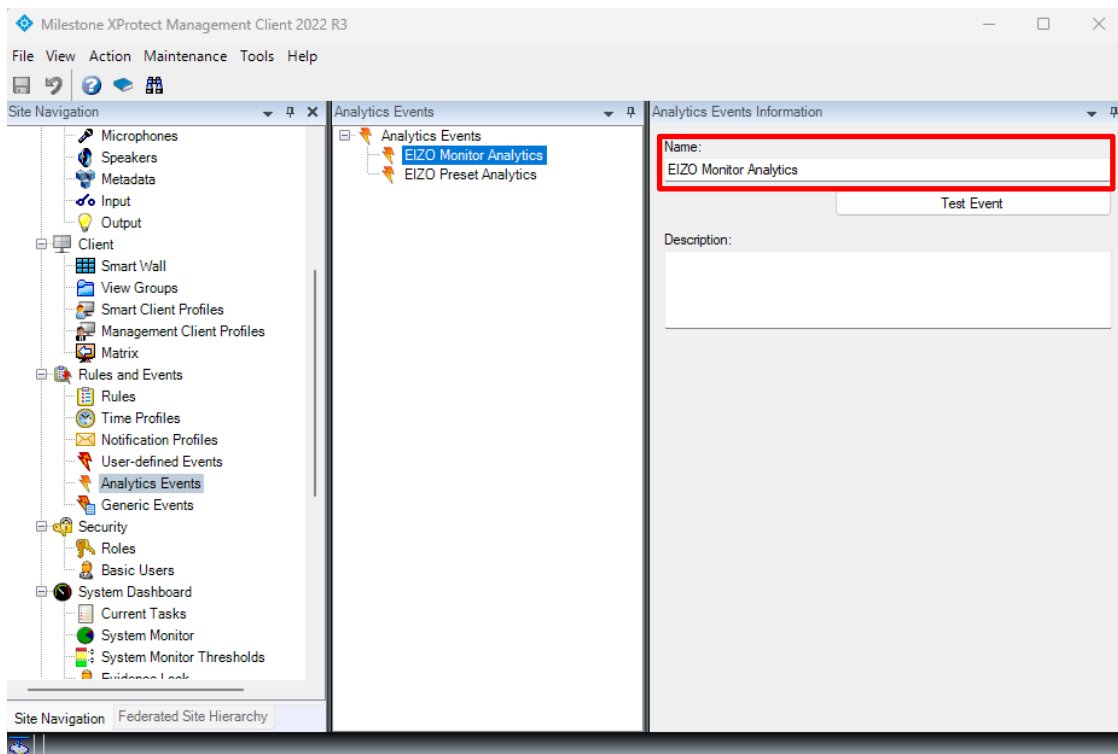 Milestone XProtect Management Client 2022 R3
File View Action Maintenance Tools Help
Site Navigation
Microphones
Speakers
Metadata
Input
Output
Client
Smart Wall
View Groups
Smart Client Profiles
Management Client Profiles
Matrix
Rules and Events
Rules
Time Profiles
Notification Profiles
User-defined Events
Analytics Events
Generic Events
Security
Roles
Basic Users
System Dashboard
Current Tasks
System Monitor
System Monitor Thresholds
Evidence Lock
Site Navigation Federated Site Hierarchy
Analytics Events
Analytics Events
EIZO Monitor Analytics
EIZO Preset Analytics
Analytics Events Information
Name:
EIZO Monitor Analytics
Test Event
Description: